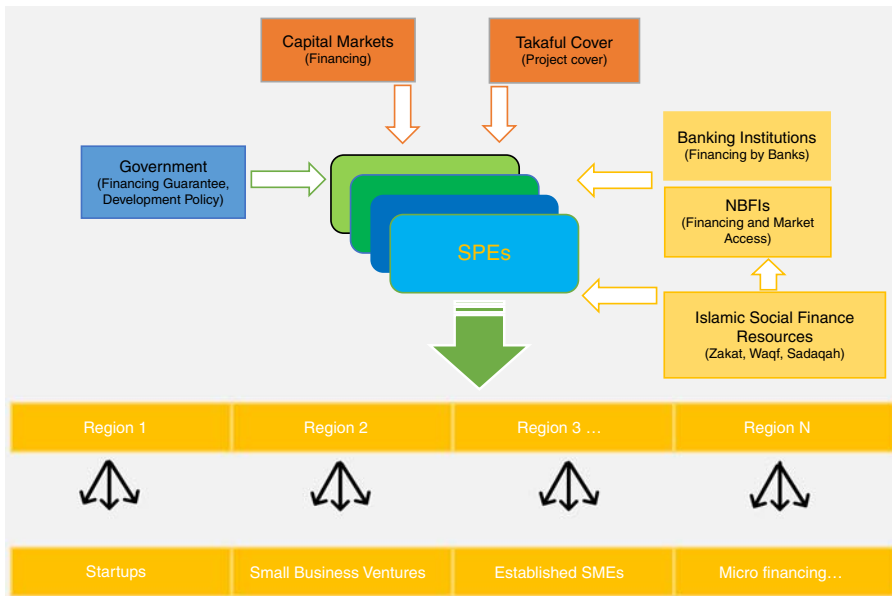 Capital Markets
(Financing)
Takaful Cover
(Project cover)
Government
(Financing Guarantee,
Development Policy)
Banking Institutions
(Financing by Banks)
NBFIs
(Financing and Market
Access)
SPEs
Islamic Social Finance
Resources
(Zakat, Waqf, Sadaqah)
Region 1
Region 2
Region 3 ...
Region N
Startups
Small Business Ventures
Established SMEs
Micro financing...